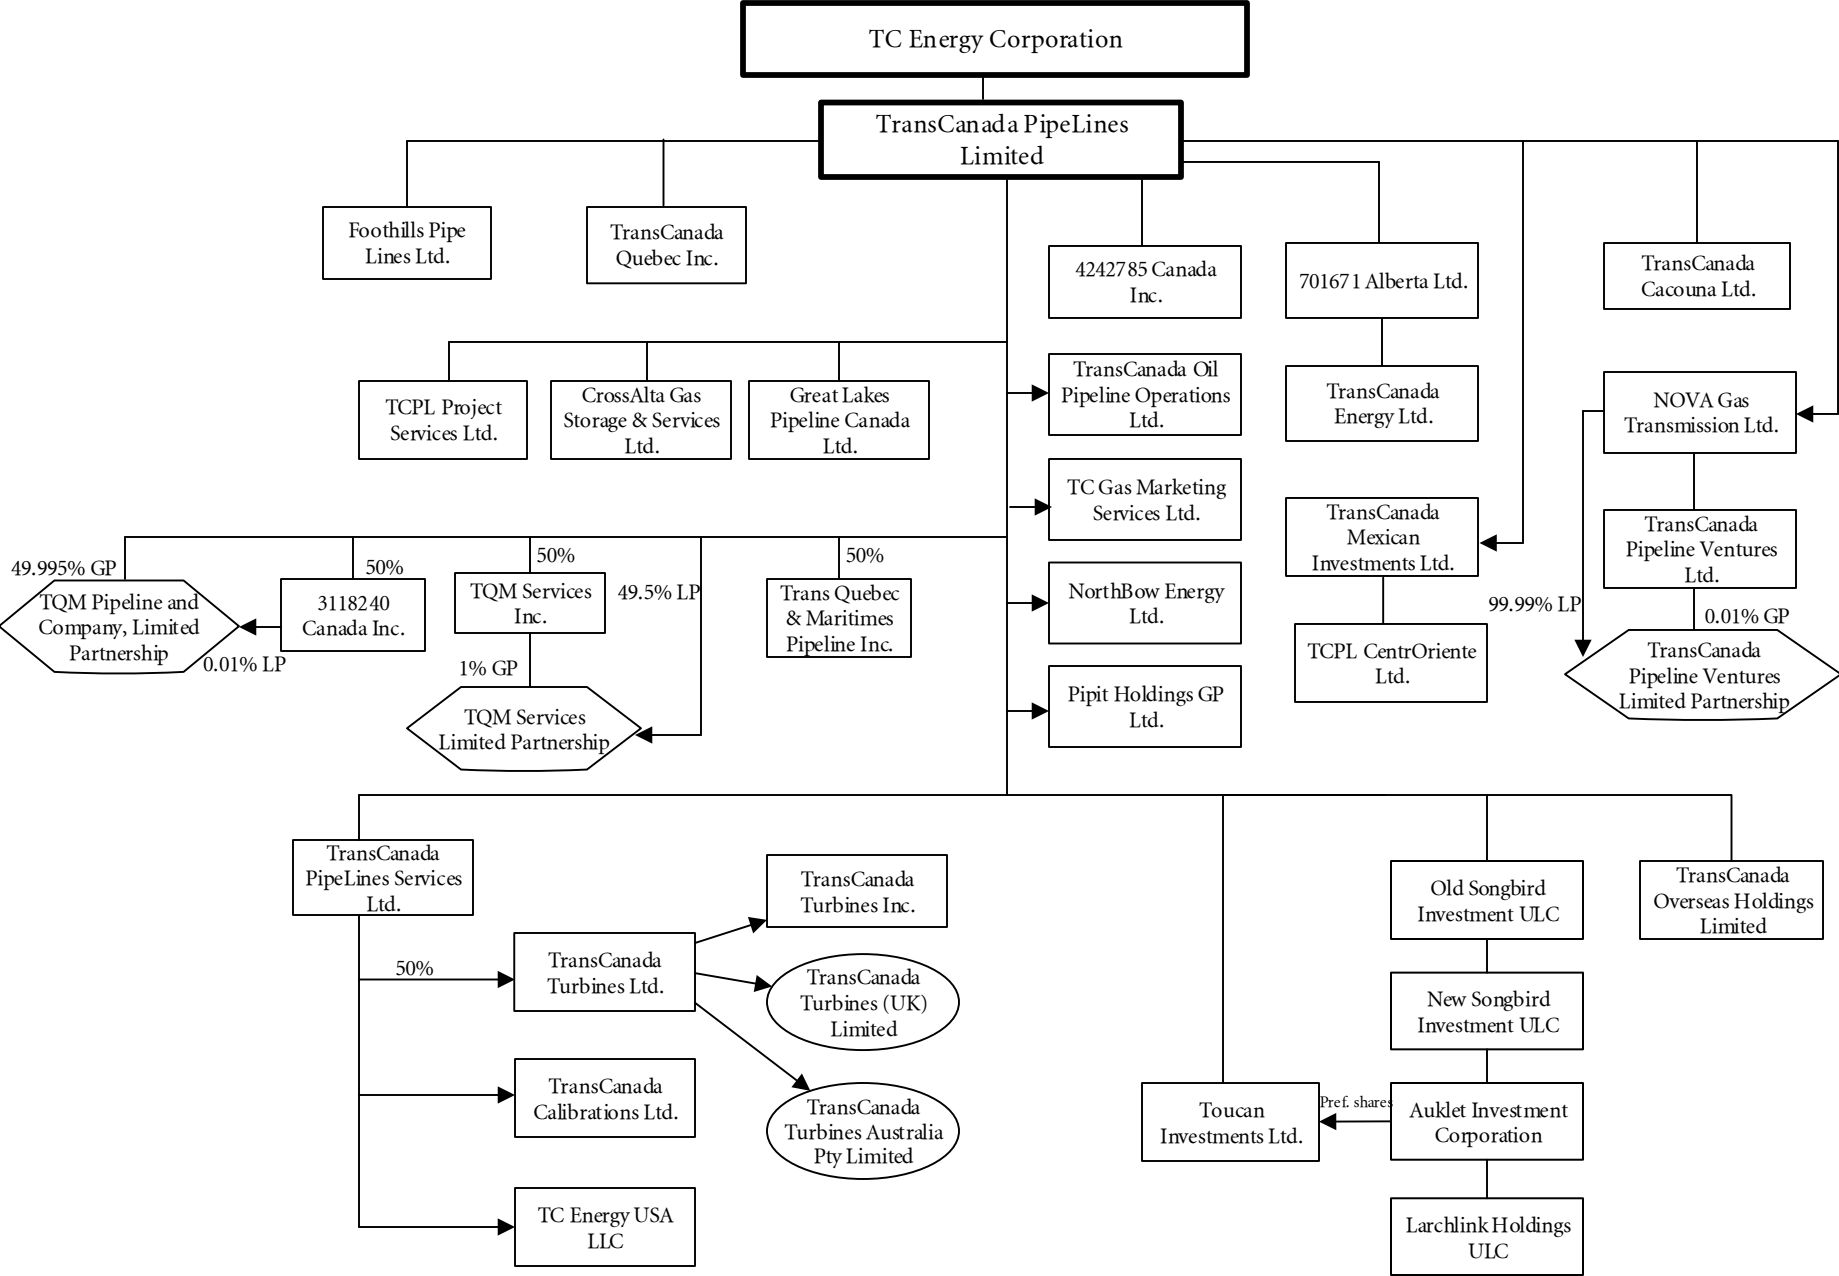 TC Energy Corporation
TransCanada PipeLines
Limited
Foothills Pipe
Lines Ltd.
TransCanada
Quebec Inc.
4242785 Canada
Inc.
701671 Alberta Ltd.
TransCanada
Cacouna Ltd.
TCPL Project
Services Ltd.
CrossAlta Gas
Storage & Services
Ltd.
Great Lakes
Pipeline Canada
Ltd.
TransCanada Oil
Pipeline Operations
Ltd.
TransCanada
Energy Ltd.
NOVA Gas
Transmission Ltd.
TC Gas Marketing
Services Ltd.
TransCanada
Mexican
Investments Ltd.
TransCanada
Pipeline Ventures
Ltd.
49.995% GP
50%
50%
49.5% LP
50%
TQM Pipeline and
Company, Limited
Partnership
0.01% LP
3118240
Canada Inc.
TQM Services
Inc.
Trans Quebec
& Maritimes
Pipeline Inc.
NorthBow Energy
Ltd.
TCPL CentrOriente
Ltd.
99.99% LP
0.01% GP
TransCanada
Pipeline Ventures
Limited Partnership
1% GP
TQM Services
Limited Partnership
Pipit Holdings GP
Ltd.
TransCanada
PipeLines Services
Ltd.
50%
TransCanada
Turbines Ltd.
TransCanada
Turbines Inc.
TransCanada
Turbines (UK)
Limited
TransCanada
Turbines Australia
Pty Limited
TransCanada
Calibrations Ltd.
TC Energy USA
LLC
Old Songbird
Investment ULC
TransCanada
Overseas Holdings
Limited
New Songbird
Investment ULC
Toucan
Investments Ltd.
Pref. shares
Auklet Investment
Corporation
Larchlink Holdings
ULC